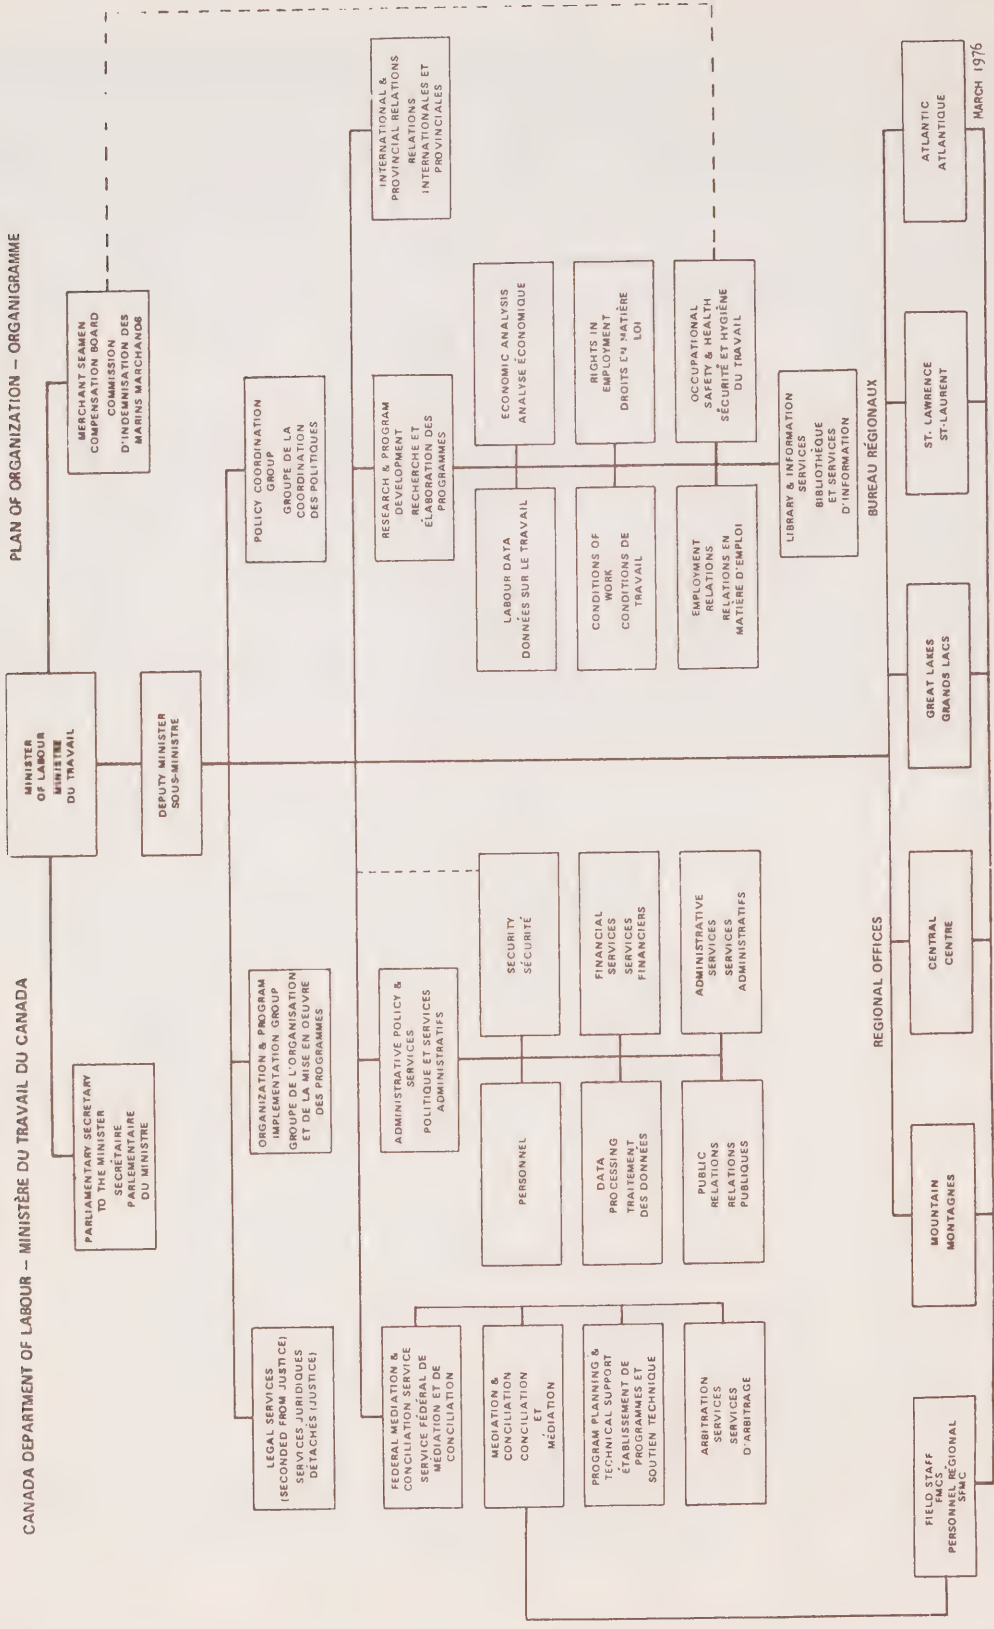 CANADA DEPARTMENT OF LABOUR – MINISTÈRE DU TRAVAIL DU CANADA
PLAN OF ORGANIZATION – ORGANIGRAMME
MINISTER
OF LABOUR
MINISTRE
DU TRAVAIL
PARLIAMENTARY SECRETARY
TO THE MINISTER
SECRÉTAIRE
PARLEMENTAIRE
DU MINISTRE
MERCHANT SEAMEN
COMPENSATION BOARD
COMMISSION
D'INDEMNISATION DES
MARINS MARCHANDS
DEPUTY MINISTER
SOUS-MINISTRE
LEGAL SERVICES
(SECONDED FROM JUSTICE)
SERVICES JURIDIQUES
DÉTACHÉS (JUSTICE)
ORGANIZATION & PROGRAM
IMPLEMENTATION GROUP
GROUPE DE L'ORGANISATION
ET DE LA MISE EN OEUVRE
DES PROGRAMMES
POLICY COORDINATION
GROUP
GROUPE DE LA
COORDINATION
DES POLITIQUES
FEDERAL MEDIATION &
CONCILIATION SERVICE
SERVICE FÉDÉRAL DE
MÉDIATION ET DE
CONCILIATION
ADMINISTRATIVE POLICY &
SERVICES
POLITIQUE ET SERVICES
ADMINISTRATIFS
RESEARCH & PROGRAM
DEVELOPMENT
RECHERCHE ET
ÉLABORATION DES
PROGRAMMES
INTERNATIONAL &
PROVINCIAL RELATIONS
RELATIONS
INTERNATIONALES ET
PROVINCIALES
MEDIATION &
CONCILIATION
CONCILIATION
ET
MÉDIATION
PERSONNEL
SECURITY
SÉCURITÉ
LABOUR DATA
DONNÉES SUR LE TRAVAIL
ECONOMIC ANALYSIS
ANALYSE ÉCONOMIQUE
PROGRAM PLANNING &
TECHNICAL SUPPORT
ÉTABLISSEMENT DE
PROGRAMMES ET
SOUTIEN TECHNIQUE
DATA
PROCESSING
TRAITEMENT
DES DONNÉES
FINANCIAL
SERVICES
SERVICES
FINANCIERS
CONDITIONS OF
WORK
CONDITIONS DE
TRAVAIL
RIGHTS IN
EMPLOYMENT
DROITS EN MATIÈRE
LOI
ARBITRATION
SERVICES
SERVICES
D'ARBITRAGE
PUBLIC
RELATIONS
RELATIONS
PUBLIQUES
ADMINISTRATIVE
SERVICES
SERVICES
ADMINISTRATIFS
EMPLOYMENT
RELATIONS
RELATIONS EN
MATIÈRE D'EMPLOI
OCCUPATIONAL
SAFETY & HEALTH
SÉCURITÉ ET HYGIÈNE
DU TRAVAIL
LIBRARY & INFORMATION
SERVICES
BIBLIOTHÈQUE
ET SERVICES
D'INFORMATION
REGIONAL OFFICES
BUREAU RÉGIONAUX
FIELD STAFF
FMCS
PERSONNEL RÉGIONAL
SFMC
MOUNTAIN
MONTAGNES
CENTRAL
CENTRE
GREAT LAKES
GRANDS LACS
ST. LAWRENCE
ST-LAURENT
ATLANTIC
ATLANTIQUE
MARCH 1976